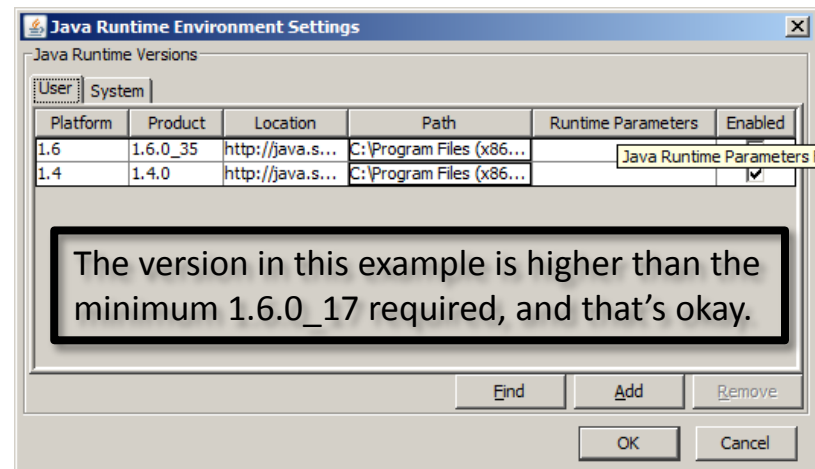 Java Runtime Environment Settings
Java Runtime Versions
User System
Platform Product Location Path Runtime Parameters Enabled
1.6 1.6.0_35 http://java.s... C:\Program Files (x86...
Java Runtime Parameters
1.4 1.4.0 http://java.s... C:\Program Files (x86...
The version in this example is higher than the
minimum 1.6.0_17 required, and that's okay.
Find Add Remove
OK Cancel